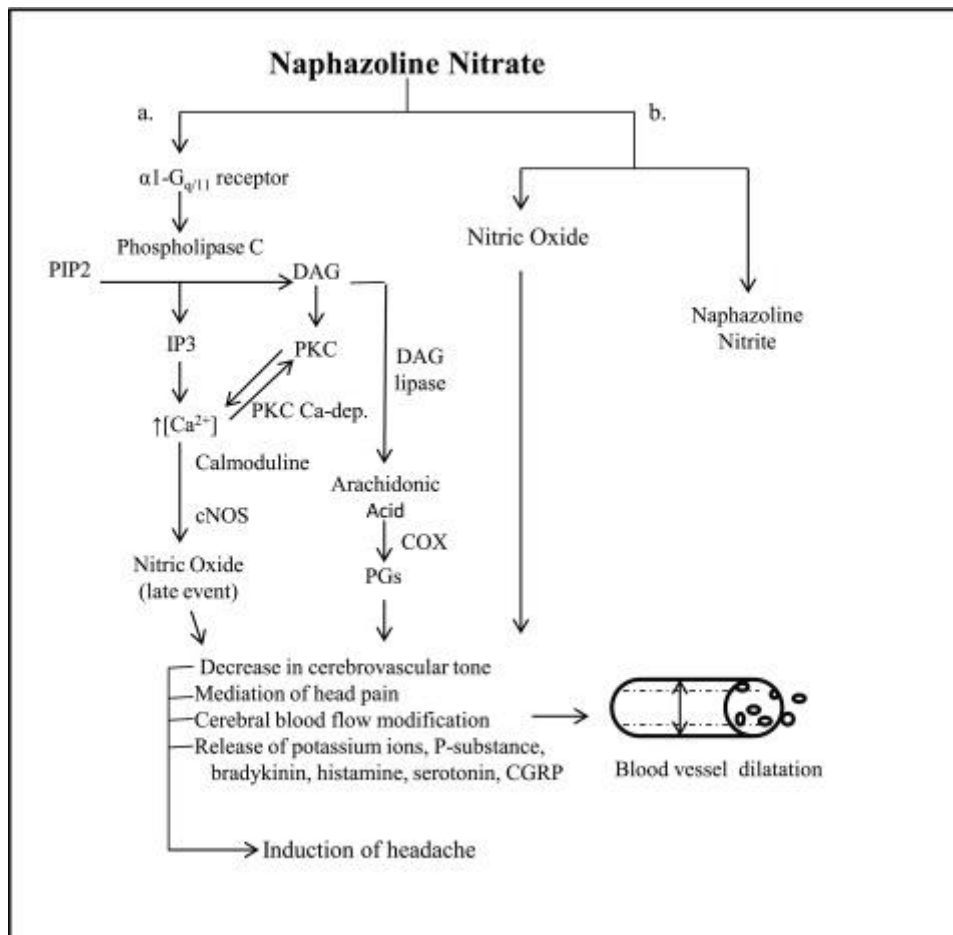 Naphazoline Nitrate
a.
b.
α1-Gq/11 receptor
Phospholipase C
PIP2
DAG
IP3
PKC
DAG
lipase
PKC Ca-dep.
↑[Ca²⁺]
Calmoduline
cNOS
Nitric Oxide
(late event)
Arachidonic
Acid
COX
PGs
Nitric Oxide
Naphazoline
Nitrite
Decrease in cerebrovascular tone
Mediation of head pain
Cerebral blood flow modification
Release of potassium ions, P-substance,
bradykinin, histamine, serotonin, CGRP
Blood vessel dilatation
Induction of headache